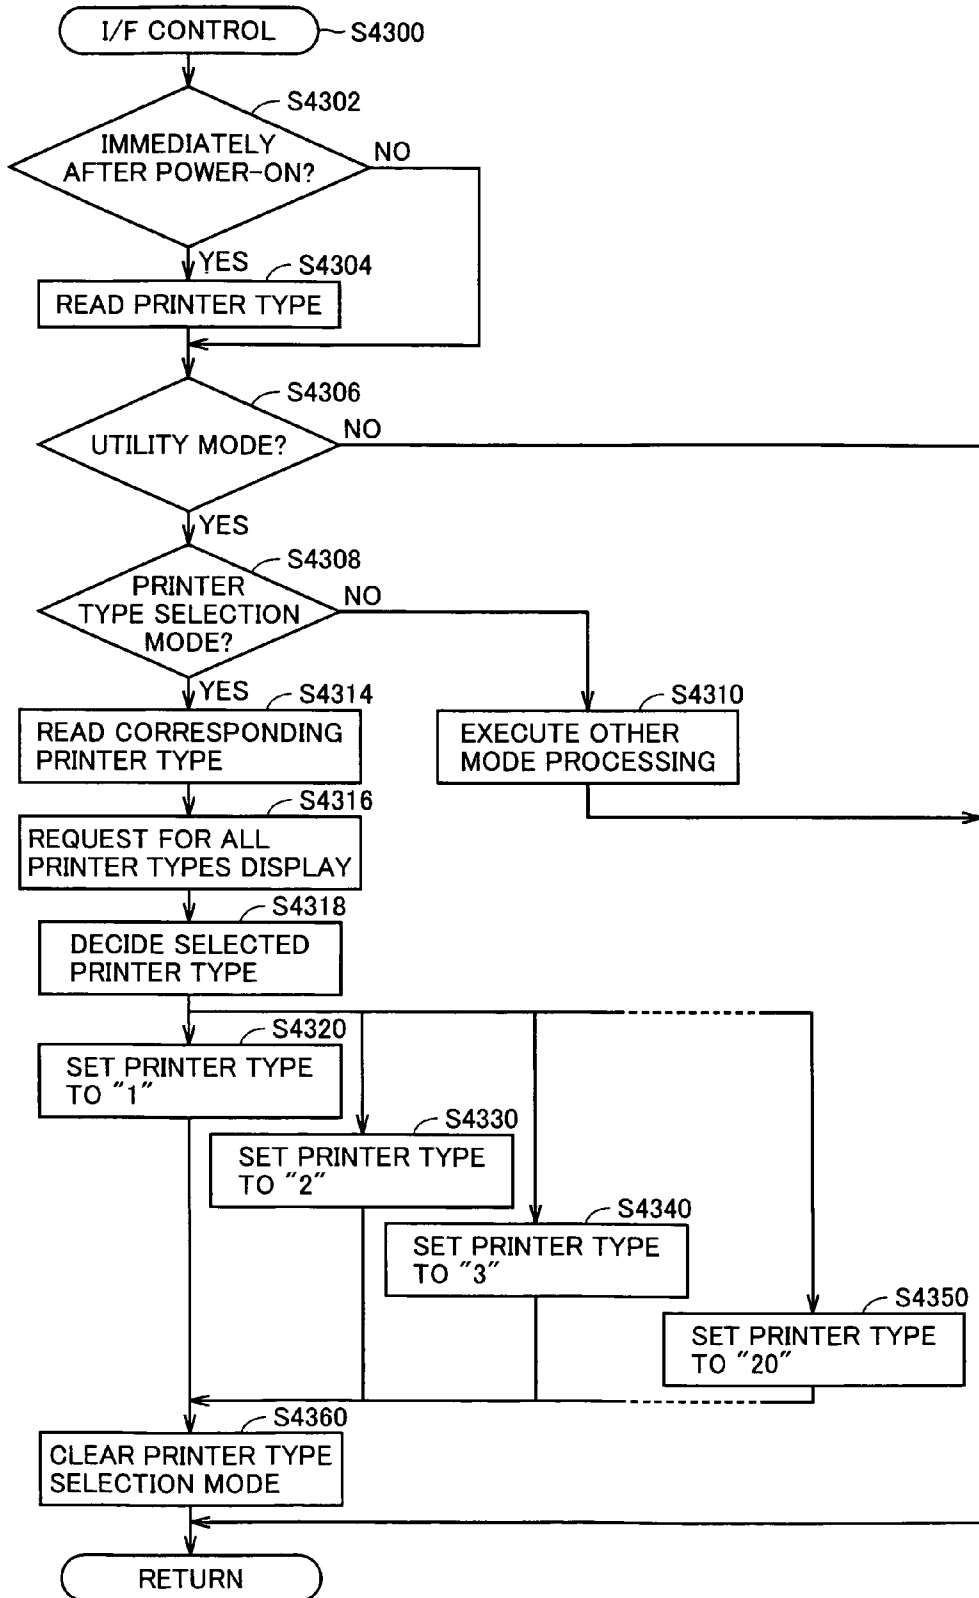 I/F CONTROL
S4300
S4302
IMMEDIATELY
AFTER POWER-ON?
NO
YES
S4304
READ PRINTER TYPE
S4306
UTILITY MODE?
NO
YES
S4308
PRINTER
TYPE SELECTION
MODE?
NO
YES
S4314
READ CORRESPONDING
PRINTER TYPE
S4310
EXECUTE OTHER
MODE PROCESSING
S4316
REQUEST FOR ALL
PRINTER TYPES DISPLAY
S4318
DECIDE SELECTED
PRINTER TYPE
S4320
SET PRINTER TYPE
TO "1"
S4330
SET PRINTER TYPE
TO "2"
S4340
SET PRINTER TYPE
TO "3"
S4350
SET PRINTER TYPE
TO "20"
S4360
CLEAR PRINTER TYPE
SELECTION MODE
RETURN